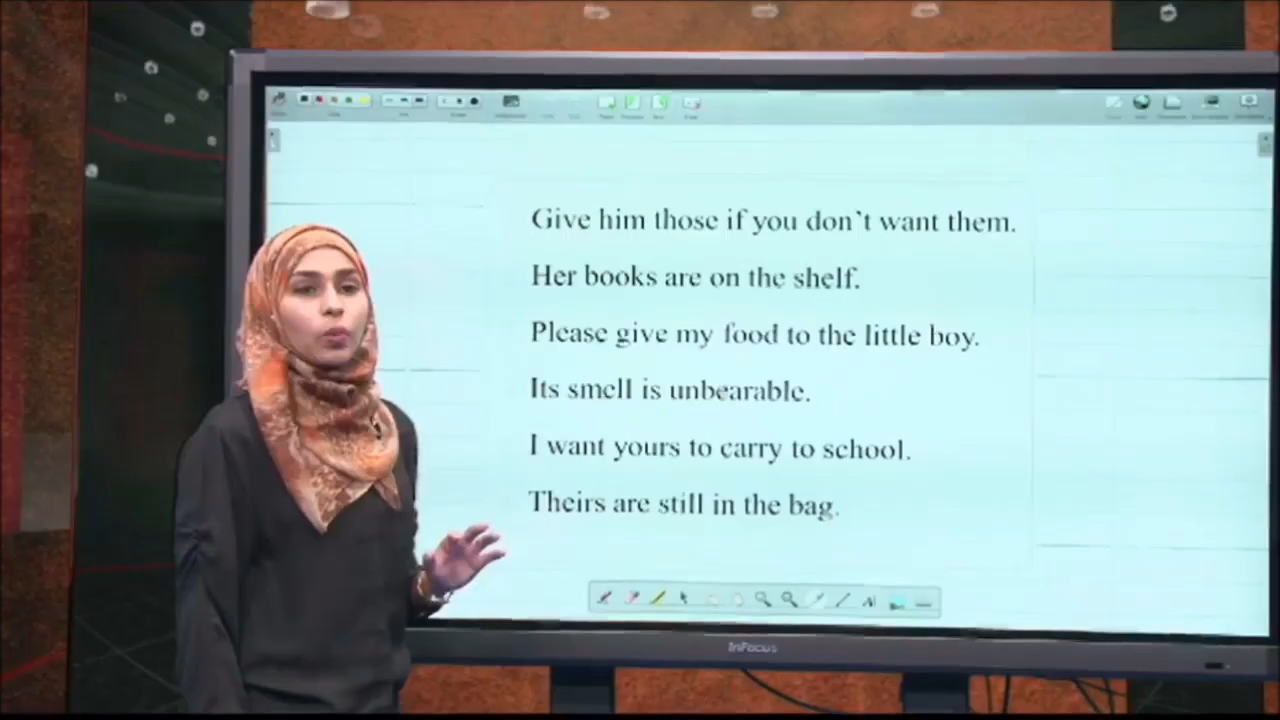 Give him those if you don`t want them.
Her books are on the shelf.
Please give my food to the little boy.
Its smell is unbearable.
I want yours to carry to school.
Theirs are still in the bag.
InFocus